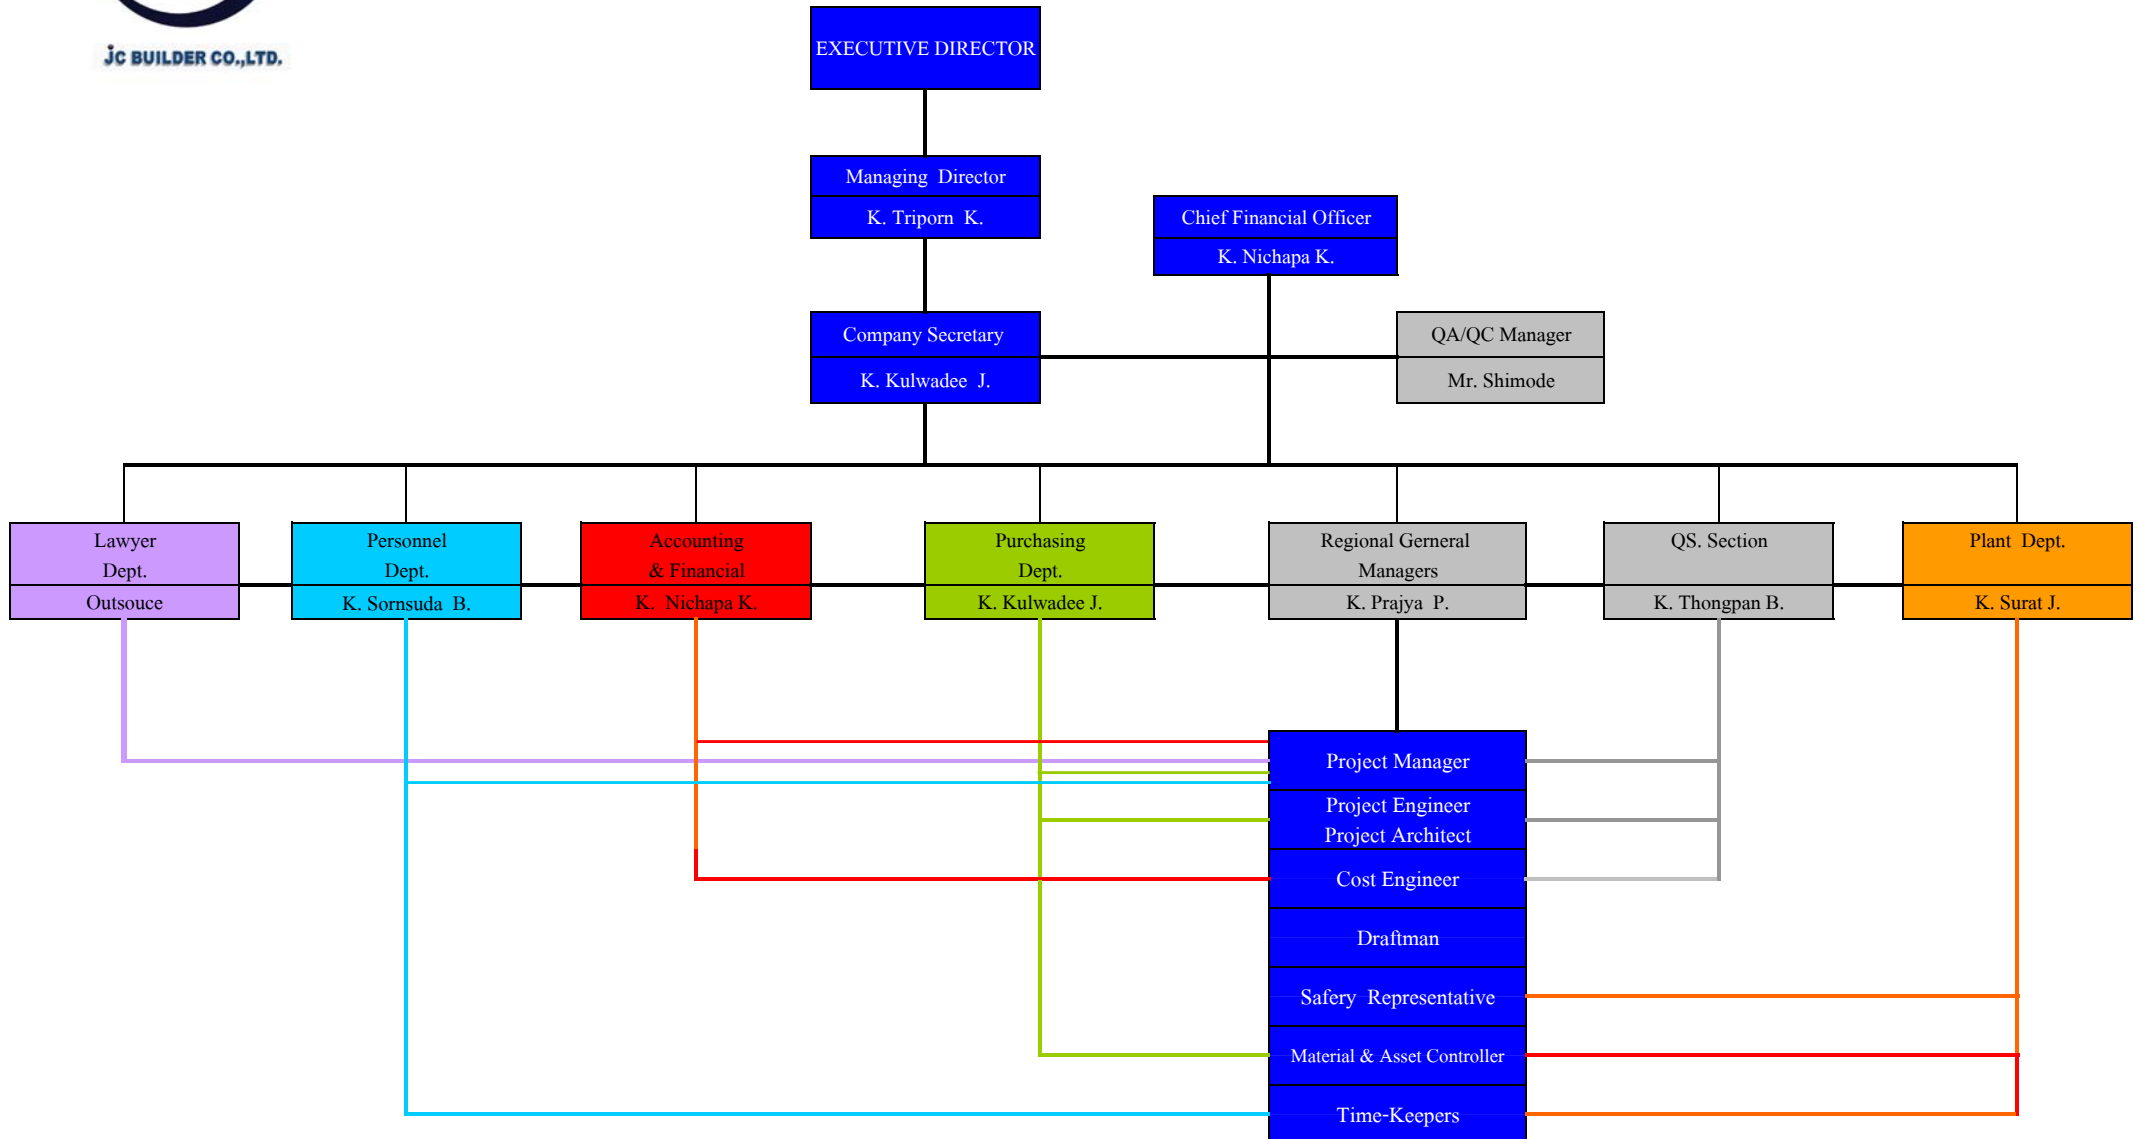 jC BUILDER CO.,LTD.
EXECUTIVE DIRECTOR
Managing Director
K. Triporn K.
Chief Financial Officer
K. Nichapa K.
Company Secretary
K. Kulwadee J.
QA/QC Manager
Mr. Shimode
Lawyer
Dept.
Outsouce
Personnel
Dept.
K. Sornsuda B.
Accounting
& Financial
K. Nichapa K.
Purchasing
Dept.
K. Kulwadee J.
Regional Gerneral
Managers
K. Prajya P.
QS. Section
K. Thongpan B.
Plant Dept.
K. Surat J.
Project Manager
Project Engineer
Project Architect
Cost Engineer
Draftman
Safery Representative
Material & Asset Controller
Time-Keepers